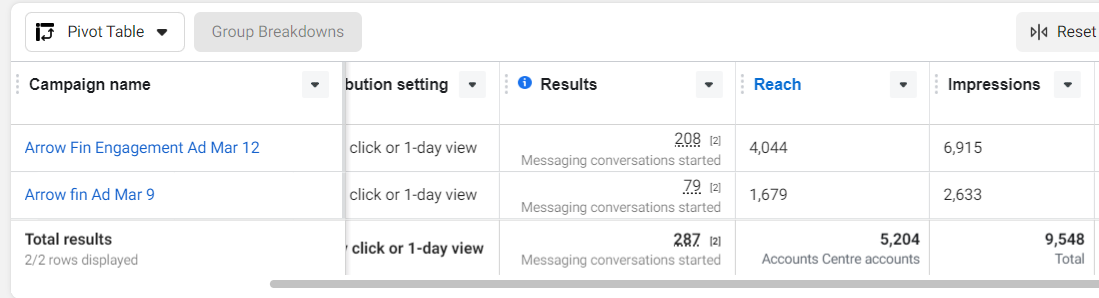 Pivot Table Group Breakdowns Reset
Campaign name bution setting Results Reach Impressions
Arrow Fin Engagement Ad Mar 12 click or 1-day view 208 [2] 4,044 6,915
Messaging conversations started
Arrow fin Ad Mar 9 click or 1-day view 79 [2] 1,679 2,633
Messaging conversations started
Total results click or 1-day view 287 [2] 5,204 9,548
2/2 rows displayed Messaging conversations started Accounts Centre accounts Total